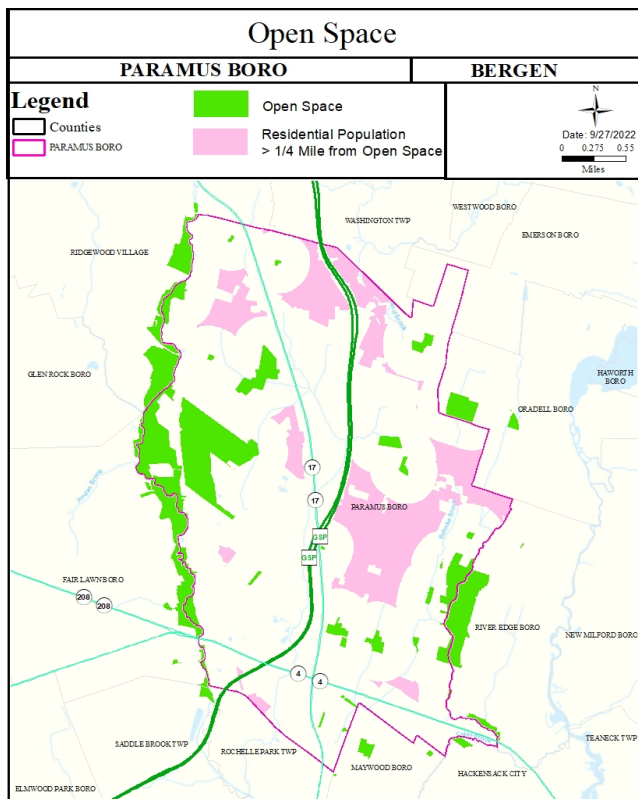 Open Space
PARAMUS BORO
BERGEN
Legend
Counties
PARAMUS BORO
Open Space
Residential Population
> 1/4 Mile from Open Space
N
Date: 9/27/2022
0 0.275 0.55
Miles
WESTWOOD BORO
WASHINGTON TWP
EMERSON BORO
RIDGEWOOD VILLAGE
GLEN ROCK BORO
HAWORTH
BORO
ORADELL BORO
17
17
PARAMUS BORO
GSP
GSP
FAIR LAWN BORO
208
208
RIVER EDGE BORO
NEW MILFORD BORO
4
4
SADDLE BROOK TWP
ROCHELLE PARK TWP
TEANECK TWP
MAYWOOD BORO
HACKENSACK CITY
ELMWOOD PARK BORO